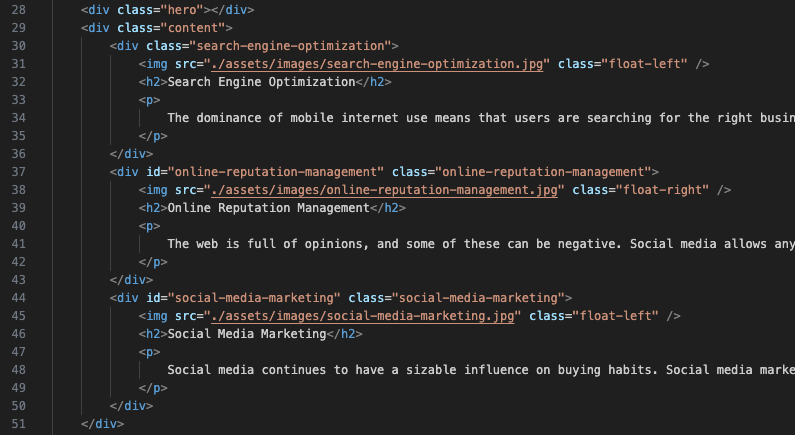 28 <div class="hero"></div>
29 <div class="content">
30 <div class="search-engine-optimization">
31 <img src="./assets/images/search-engine-optimization.jpg" class="float-left" />
32 <h2>Search Engine Optimization</h2>
33 <p>
34 The dominance of mobile internet use means that users are searching for the right busin
35 </p>
36 </div>
37 <div id="online-reputation-management" class="online-reputation-management">
38 <img src="./assets/images/online-reputation-management.jpg" class="float-right" />
39 <h2>Online Reputation Management</h2>
40 <p>
41 The web is full of opinions, and some of these can be negative. Social media allows any
42 </p>
43 </div>
44 <div id="social-media-marketing" class="social-media-marketing">
45 <img src="./assets/images/social-media-marketing.jpg" class="float-left" />
46 <h2>Social Media Marketing</h2>
47 <p>
48 Social media continues to have a sizable influence on buying habits. Social media marke
49 </p>
50 </div>
51 </div>